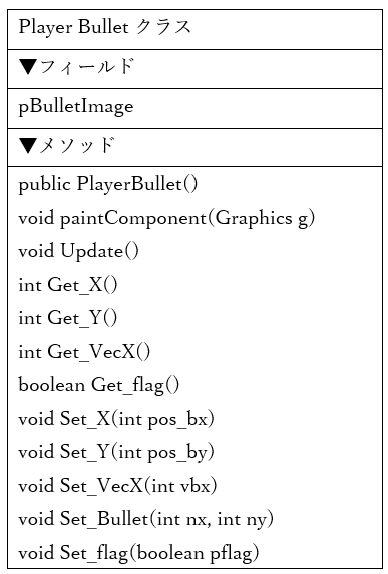 Player Bullet クラス
▼フィールド
pBulletImage
▼メソッド
public PlayerBullet()
void paintComponent(Graphics g)
void Update()
int Get_X()
int Get_Y()
int Get_VecX()
boolean Get_flag()
void Set_X(int pos_bx)
void Set_Y(int pos_by)
void Set_VecX(int vbx)
void Set_Bullet(int nx, int ny)
void Set_flag(boolean pflag)